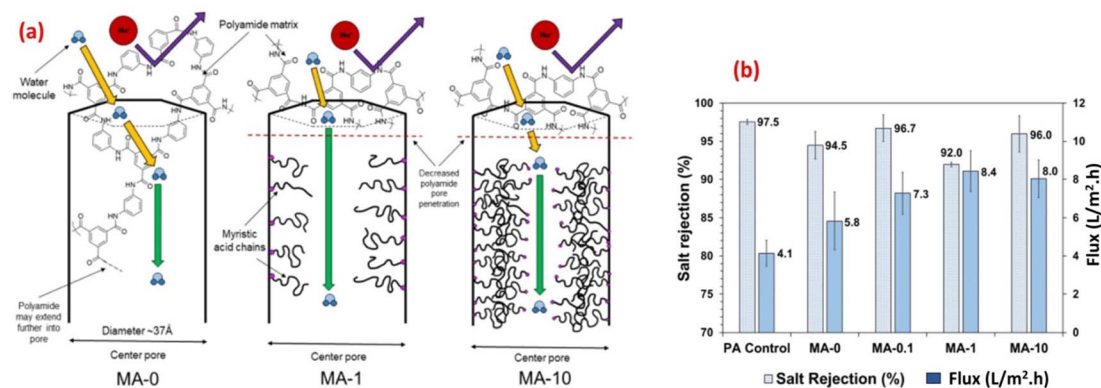 (a)
Water
molecule
Na⁺
Polyamide matrix
Polyamide
may extend
further into
pore
Diameter ~37Å
Center pore
MA-0
Myristic
acid chains
Center pore
MA-1
Decreased
polyamide
pore
penetration
Center pore
MA-10
(b)
Salt rejection (%)
100
95
90
85
80
75
70
97.5
4.1
94.5
5.8
96.7
7.3
92.0
8.4
96.0
8.0
12
10
8
6
4
2
0
Flux (L/m².h)
PA Control MA-0 MA-0.1 MA-1 MA-10
Salt Rejection (%) Flux (L/m².h)